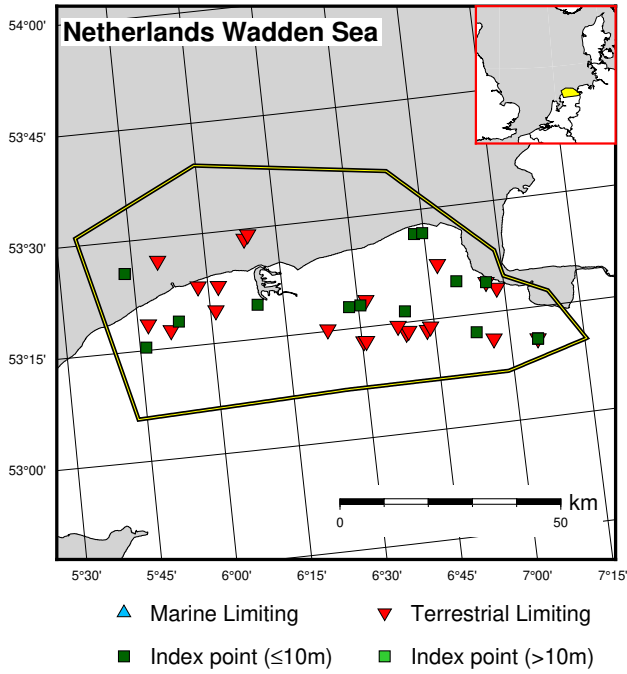 Netherlands Wadden Sea
54°00'
53°45'
53°30'
53°15'
53°00'
km
0 50
5°30' 5°45' 6°00' 6°15' 6°30' 6°45' 7°00' 7°15'
Marine Limiting Terrestrial Limiting
Index point (≤10m) Index point (>10m)